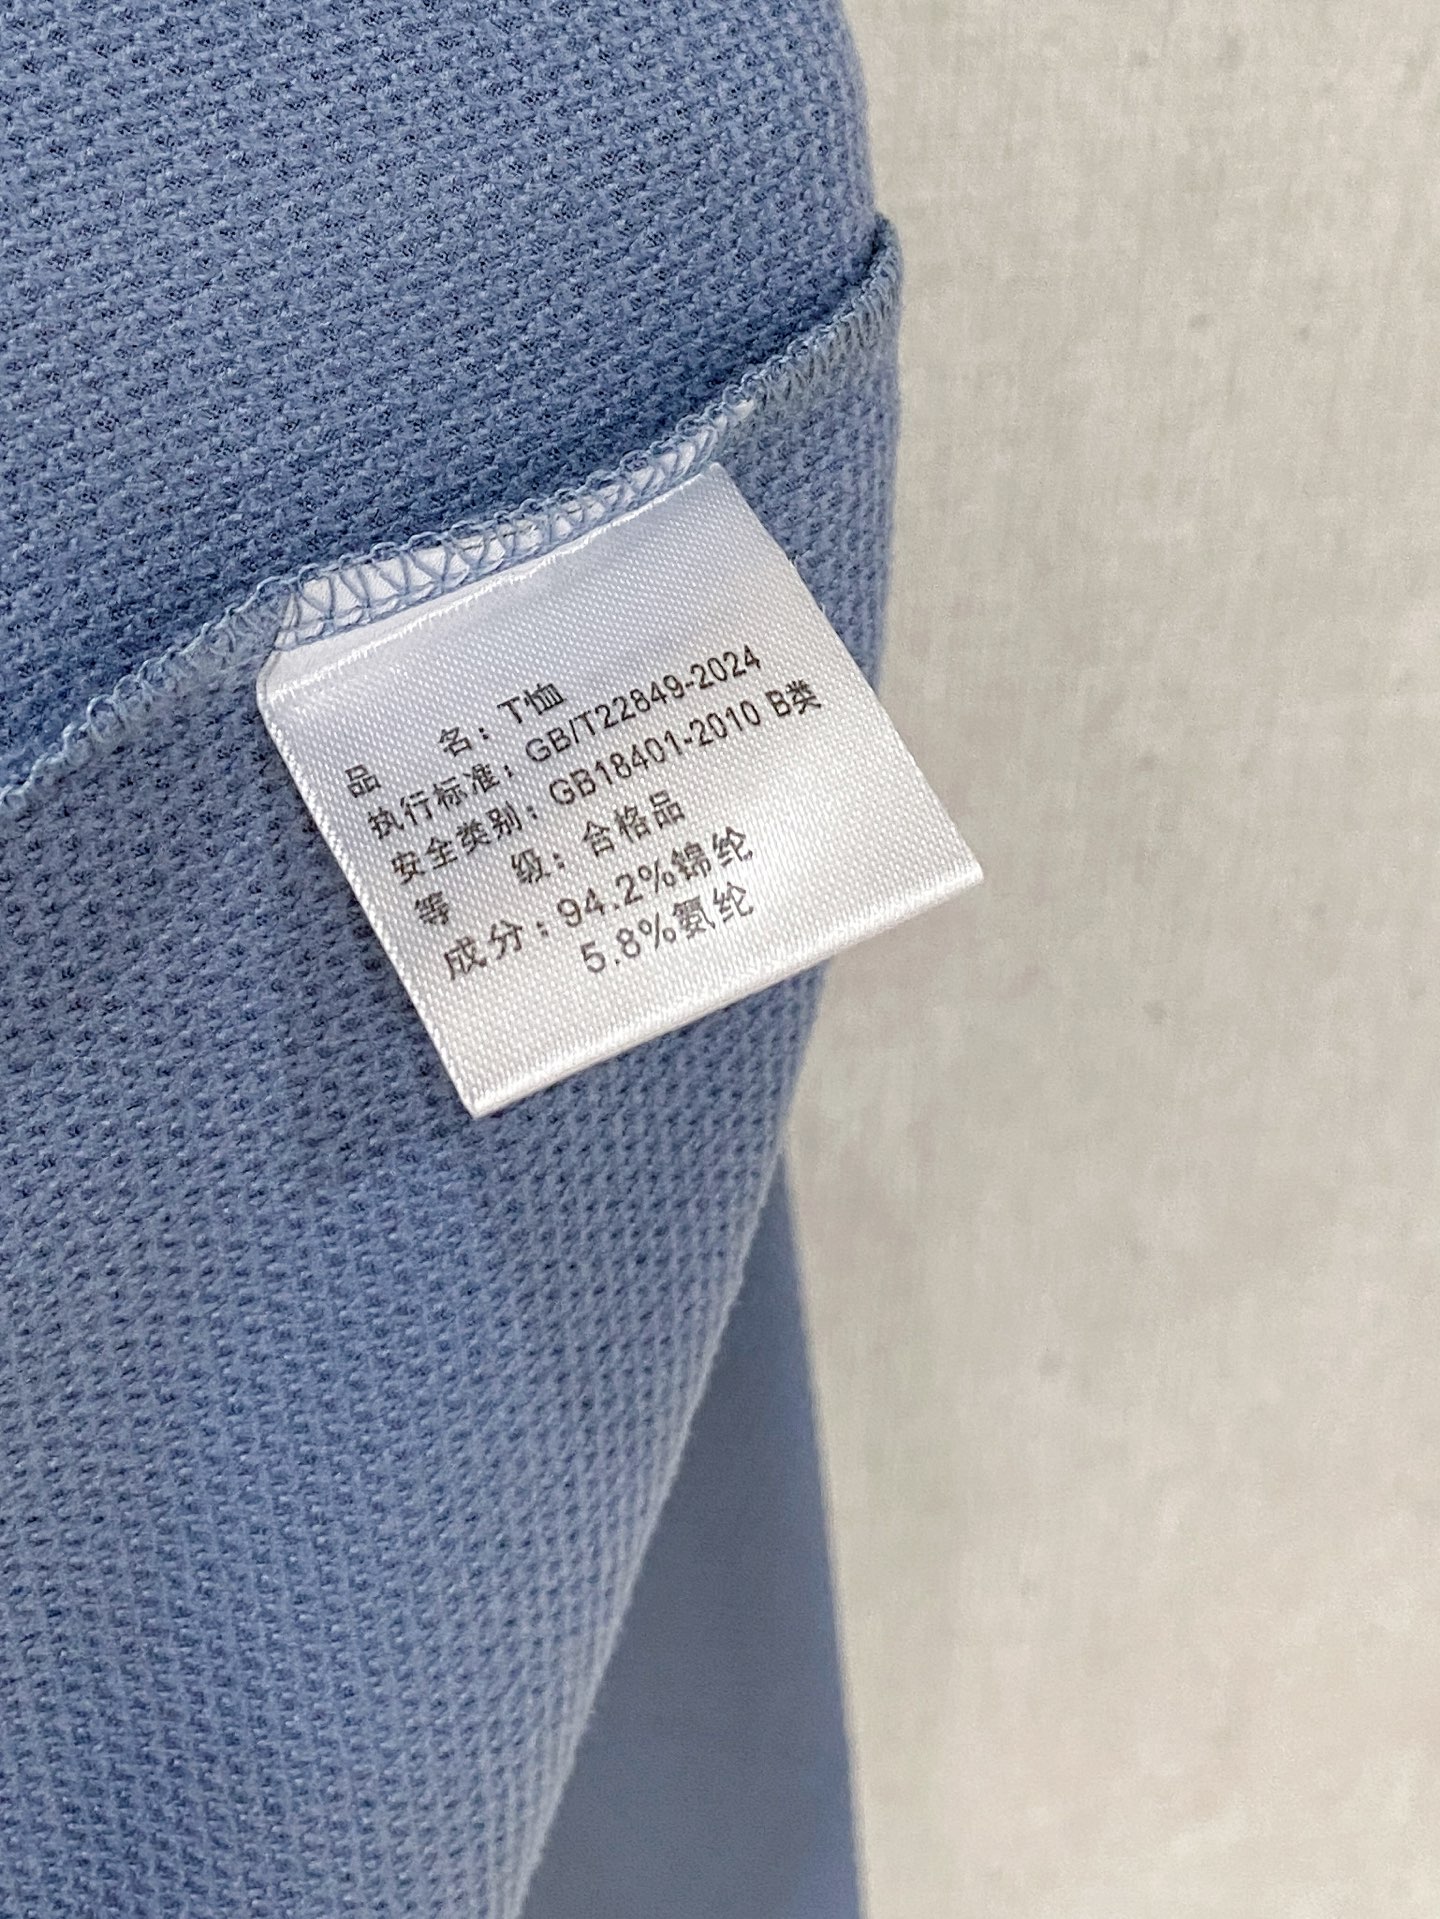 品 名：T恤
执行标准：GB/T22849-2024
安全类别：GB18401-2010 B类
等 级：合格品
成分：94.2%锦纶
5.8%氨纶